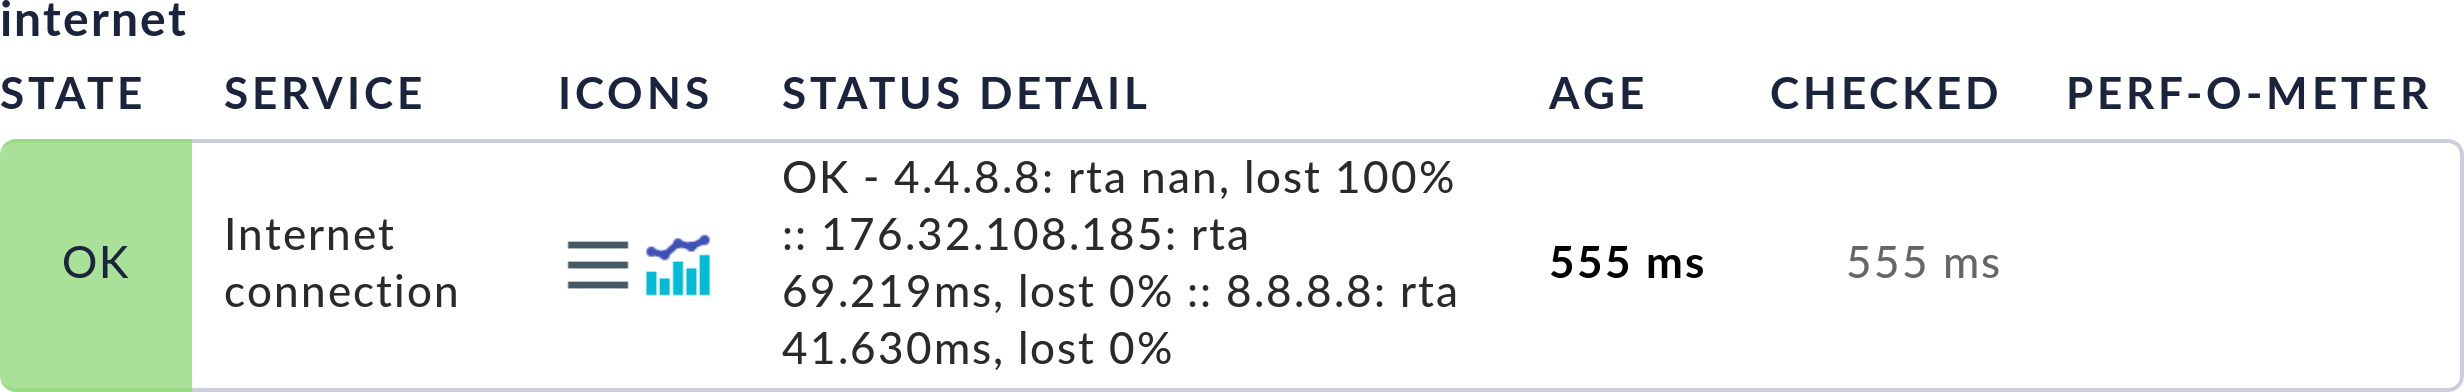 internet
STATE SERVICE ICONS STATUS DETAIL AGE CHECKED PERF-O-METER
OK
Internet
connection
OK - 4.4.8.8: rta nan, lost 100%
:: 176.32.108.185: rta
69.219ms, lost 0% :: 8.8.8.8: rta
41.630ms, lost 0%
555 ms
555 ms